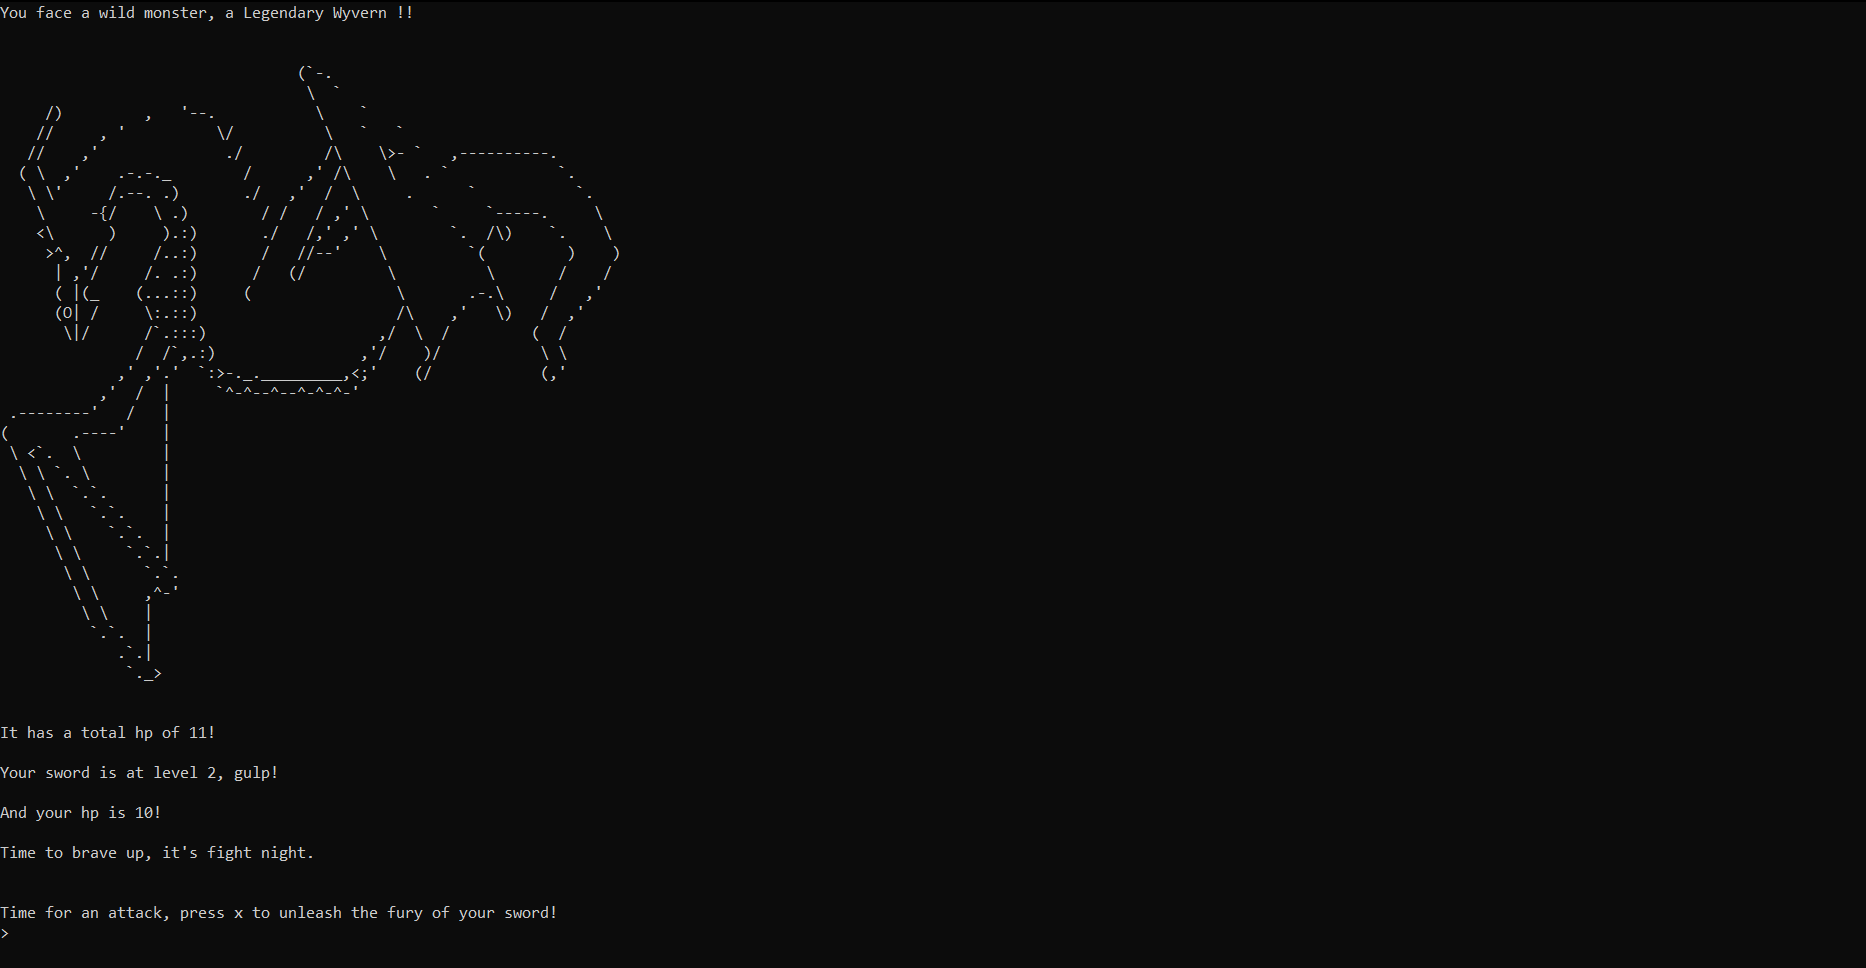 You face a wild monster, a Legendary Wyvern !!
It has a total hp of 11!
Your sword is at level 2, gulp!
And your hp is 10!
Time to brave up, it's fight night.
Time for an attack, press x to unleash the fury of your sword!
>